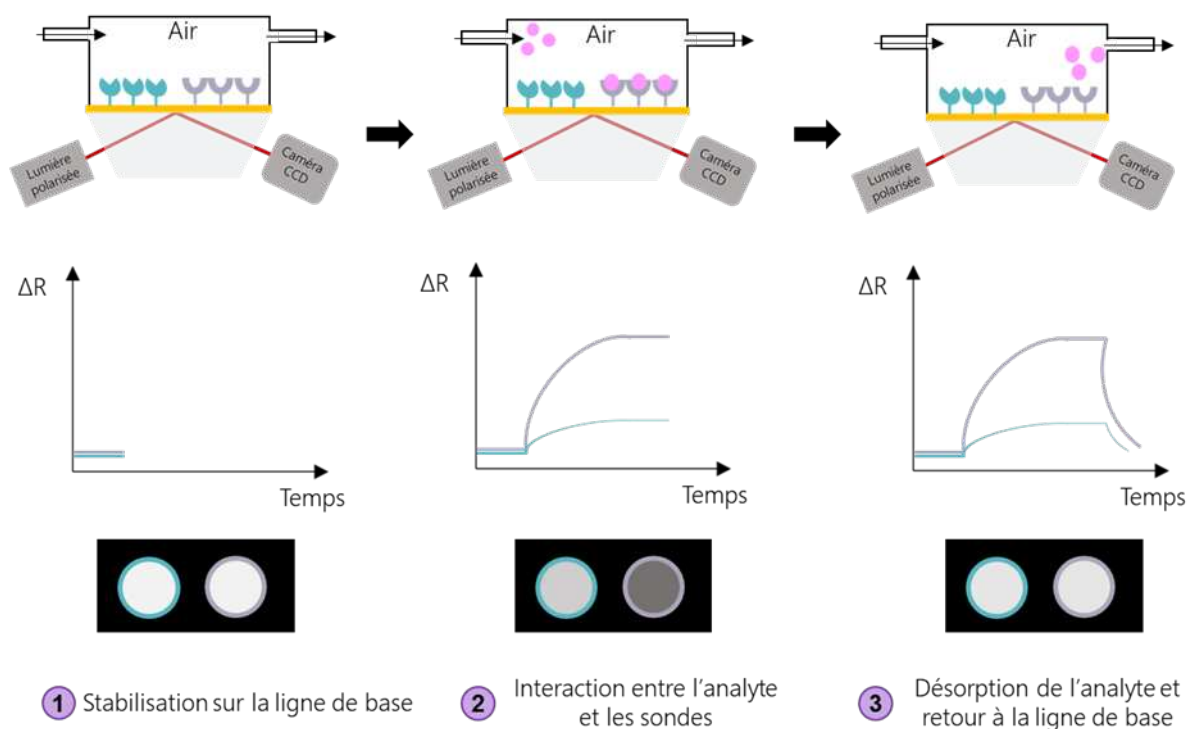 Air
Lumière
polarisée
Caméra
CCD
Air
Lumière
polarisée
Caméra
CCD
Air
Lumière
polarisée
Caméra
CCD
ΔR
Temps
ΔR
Temps
ΔR
Temps
1 Stabilisation sur la ligne de base
2 Interaction entre l'analyte
et les sondes
3 Désorption de l'analyte et
retour à la ligne de base